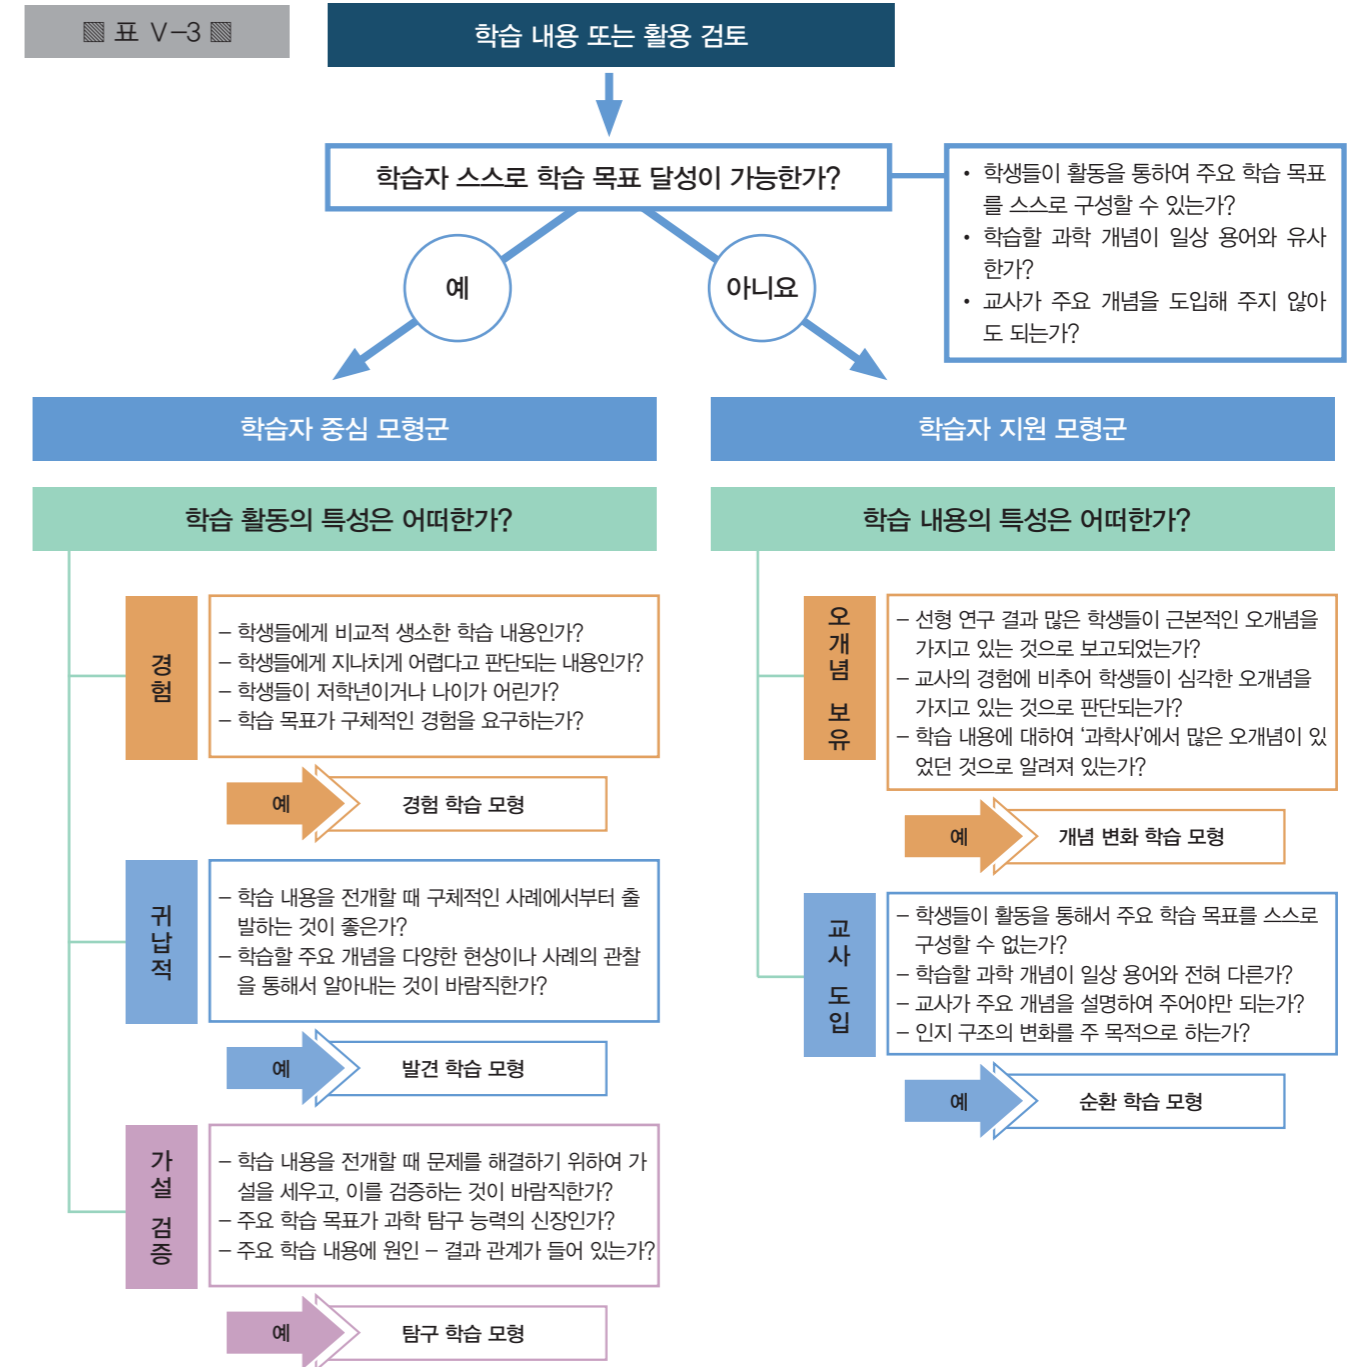 ▧ 표 Ⅴ-3 ▧
학습 내용 또는 활용 검토
학습자 스스로 학습 목표 달성이 가능한가?
• 학생들이 활동을 통하여 주요 학습 목표
를 스스로 구성할 수 있는가?
• 학습할 과학 개념이 일상 용어와 유사
한가?
• 교사가 주요 개념을 도입해 주지 않아
도 되는가?
예
아니요
학습자 중심 모형군
학습 활동의 특성은 어떠한가?
경험
– 학생들에게 비교적 생소한 학습 내용인가?
– 학생들에게 지나치게 어렵다고 판단되는 내용인가?
– 학생들이 저학년이거나 나이가 어린가?
– 학습 목표가 구체적인 경험을 요구하는가?
예
경험 학습 모형
귀납적
– 학습 내용을 전개할 때 구체적인 사례에서부터 출
발하는 것이 좋은가?
– 학습할 주요 개념을 다양한 현상이나 사례의 관찰
을 통해서 알아내는 것이 바람직한가?
예
발견 학습 모형
가설 검증
– 학습 내용을 전개할 때 문제를 해결하기 위하여 가
설을 세우고, 이를 검증하는 것이 바람직한가?
– 주요 학습 목표가 과학 탐구 능력의 신장인가?
– 주요 학습 내용에 원인 – 결과 관계가 들어 있는가?
예
탐구 학습 모형
학습자 지원 모형군
학습 내용의 특성은 어떠한가?
오개념 보유
– 선형 연구 결과 많은 학생들이 근본적인 오개념을
가지고 있는 것으로 보고되었는가?
– 교사의 경험에 비추어 학생들이 심각한 오개념을
가지고 있는 것으로 판단되는가?
– 학습 내용에 대하여 ‘과학사’에서 많은 오개념이 있
었던 것으로 알려져 있는가?
예
개념 변화 학습 모형
교사 도입
– 학생들이 활동을 통해서 주요 학습 목표를 스스로
구성할 수 없는가?
– 학습할 과학 개념이 일상 용어와 전혀 다른가?
– 교사가 주요 개념을 설명하여 주어야만 되는가?
– 인지 구조의 변화를 주 목적으로 하는가?
예
순환 학습 모형